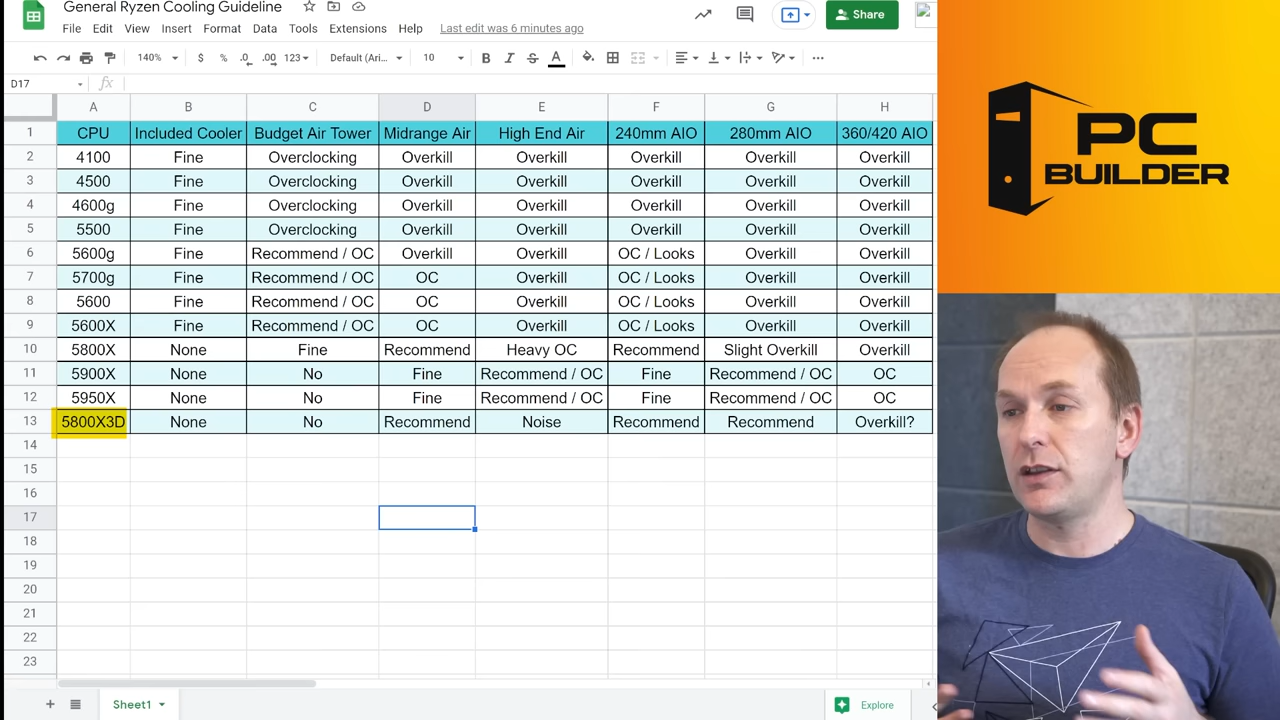 General Ryzen Cooling Guideline
File Edit View Insert Format Data Tools Extensions Help Last edit was 6 minutes ago
Share
140% $ % .0 .00 123 Default (Ari... 10 B I S A
D17 fx
A B C D E F G H
1 CPU Included Cooler Budget Air Tower Midrange Air High End Air 240mm AIO 280mm AIO 360/420 AIO
2 4100 Fine Overclocking Overkill Overkill Overkill Overkill Overkill
3 4500 Fine Overclocking Overkill Overkill Overkill Overkill Overkill
4 4600g Fine Overclocking Overkill Overkill Overkill Overkill Overkill
5 5500 Fine Overclocking Overkill Overkill Overkill Overkill Overkill
6 5600g Fine Recommend / OC Overkill Overkill OC / Looks Overkill Overkill
7 5700g Fine Recommend / OC OC Overkill OC / Looks Overkill Overkill
8 5600 Fine Recommend / OC OC Overkill OC / Looks Overkill Overkill
9 5600X Fine Recommend / OC OC Overkill OC / Looks Overkill Overkill
10 5800X None Fine Recommend Heavy OC Recommend Slight Overkill Overkill
11 5900X None No Fine Recommend / OC Fine Recommend / OC OC
12 5950X None No Fine Recommend / OC Fine Recommend / OC OC
13 5800X3D None No Recommend Noise Recommend Recommend Overkill?
14
15
16
17
18
19
20
21
22
23
Sheet1
Explore
PC
BUILDER